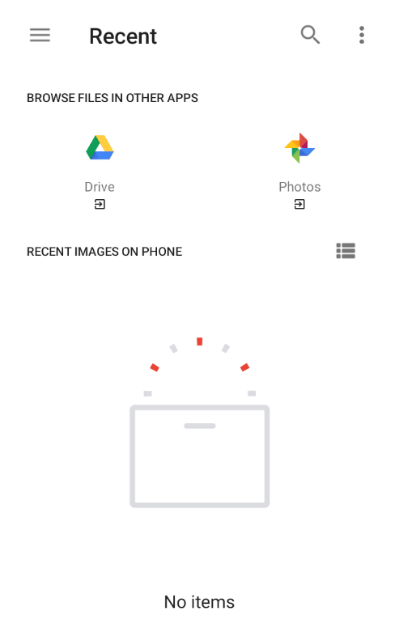 Recent
BROWSE FILES IN OTHER APPS
Drive
Photos
RECENT IMAGES ON PHONE
No items